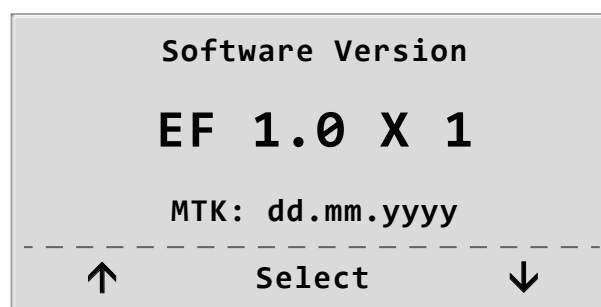 Software Version
EF 1.0 X 1
MTK: dd.mm.yyyy
↑ Select ↓